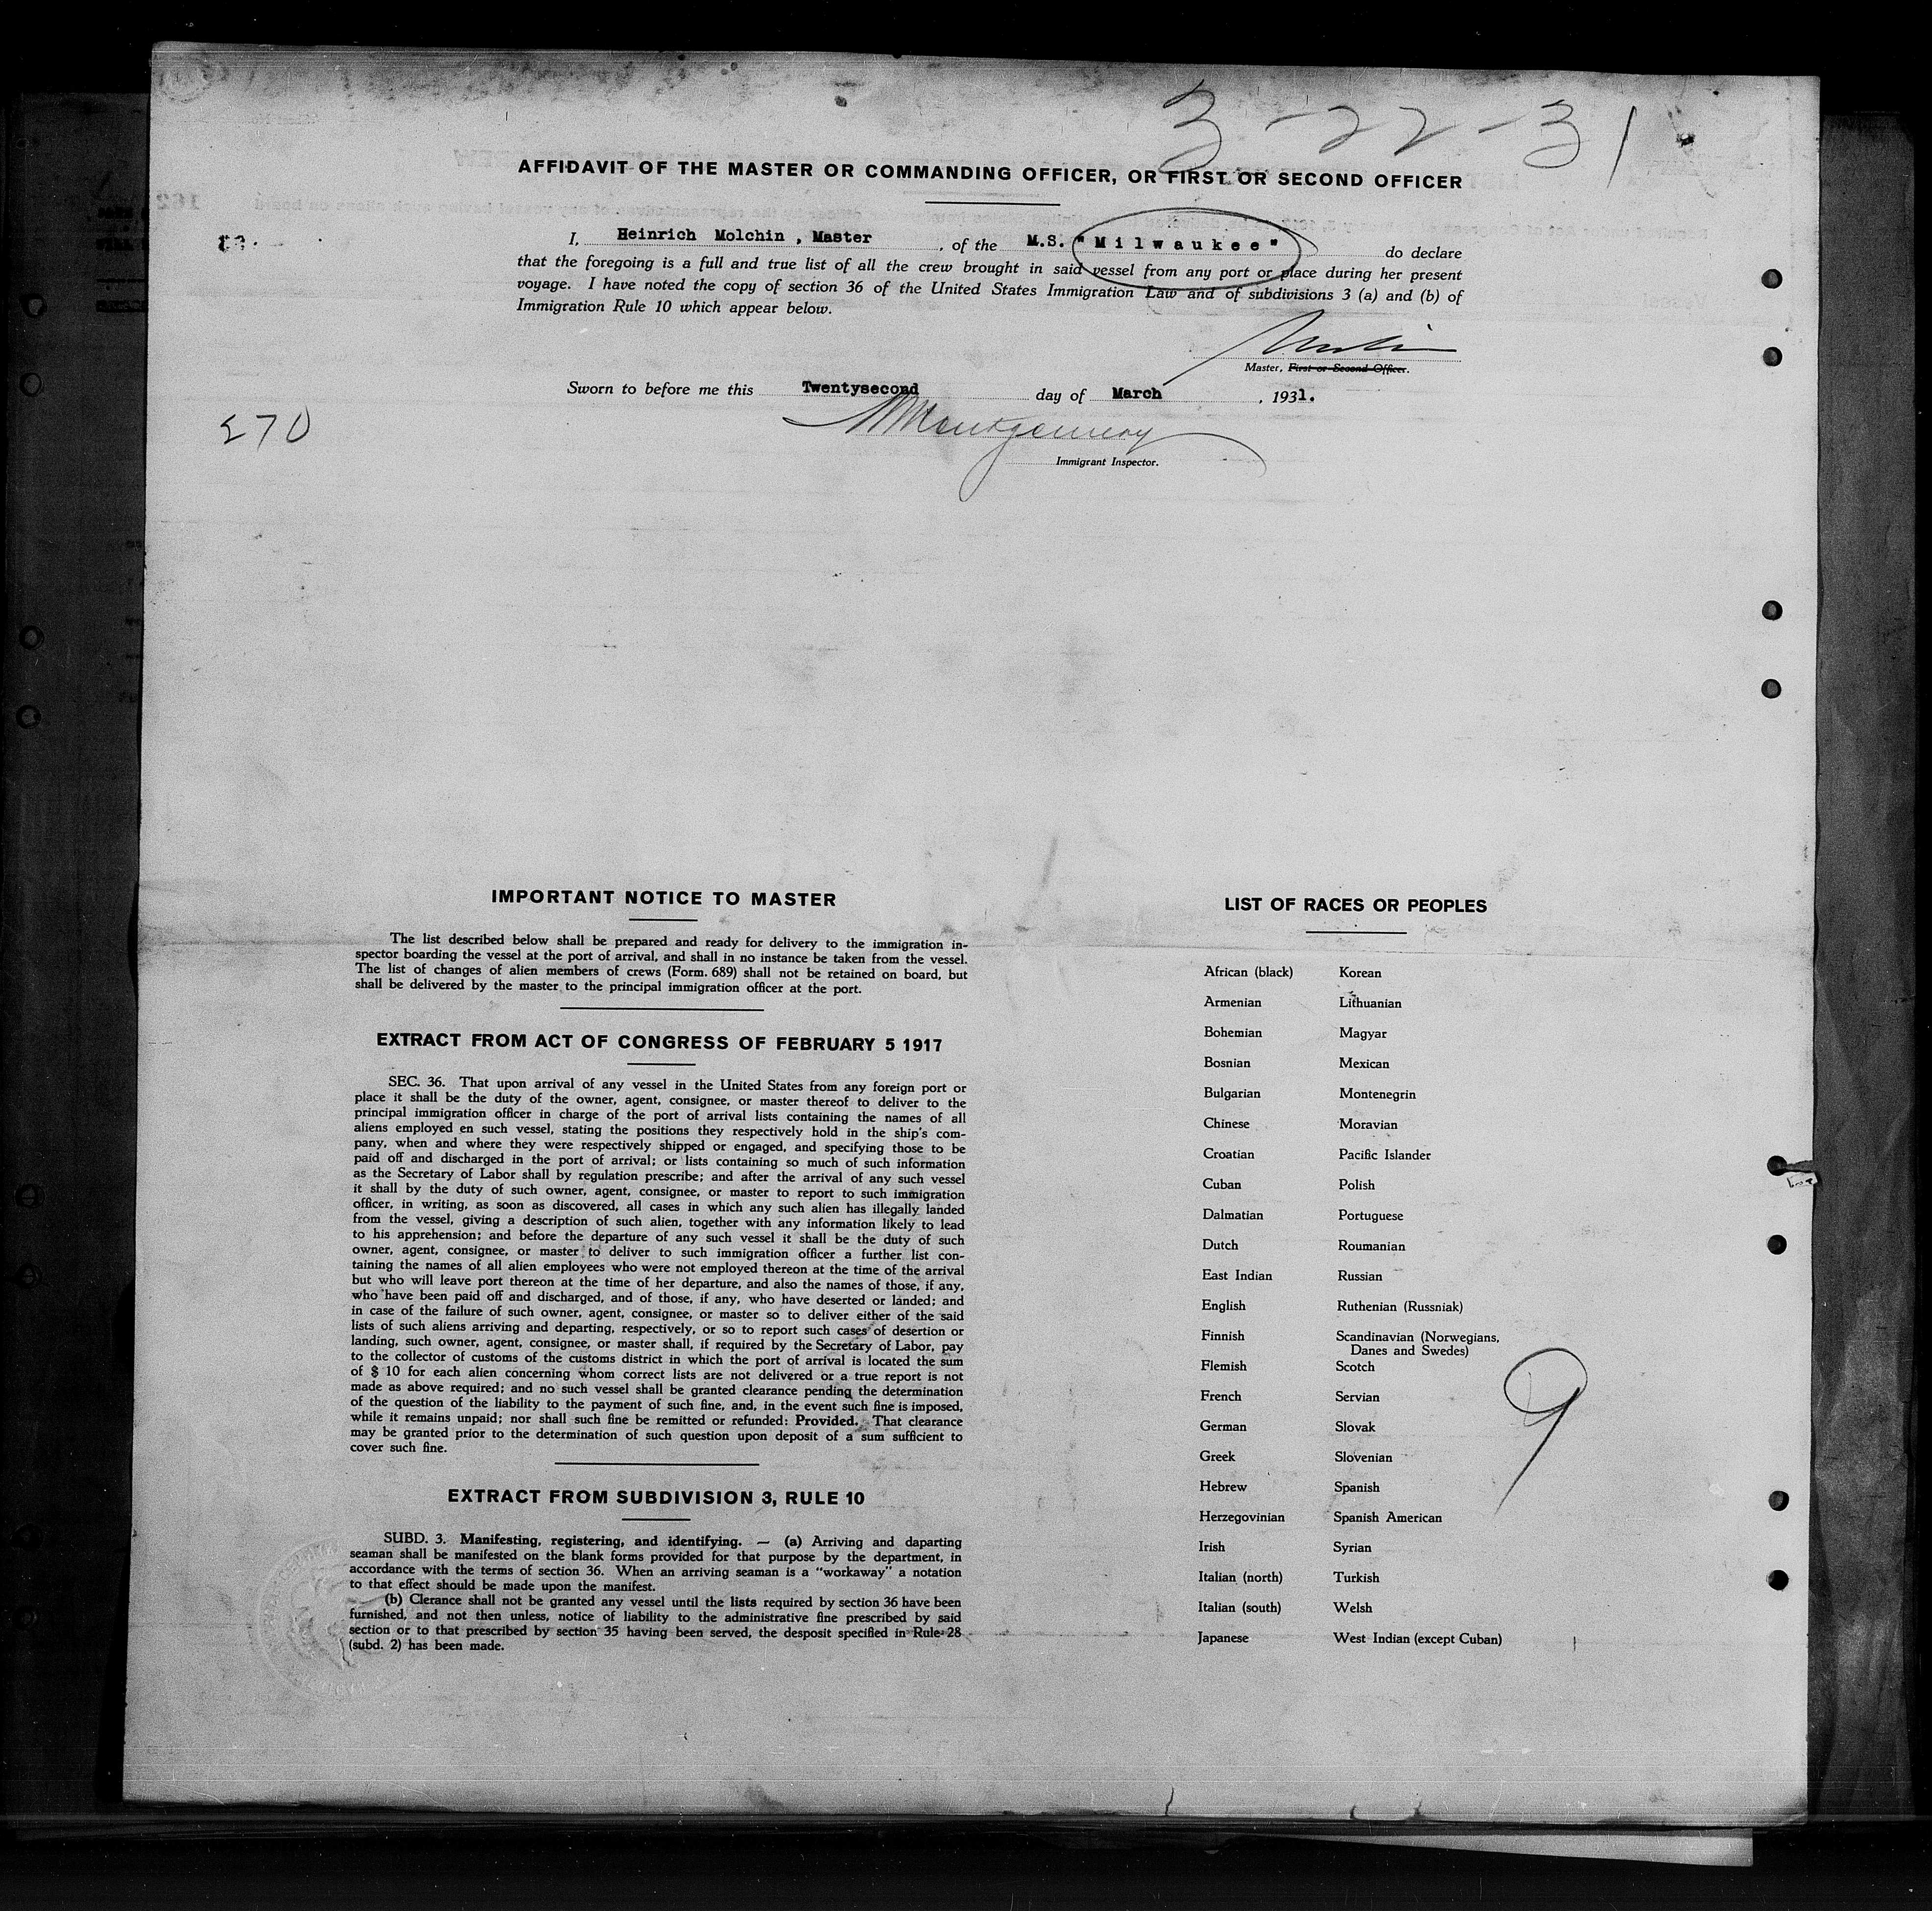 3-22-31
AFFIDAVIT OF THE MASTER OR COMMANDING OFFICER, OR FIRST OR SECOND OFFICER
I, Heinrich Molchin, Master, of the M.S. "Milwaukee" do declare
that the foregoing is a full and true list of all the crew brought in said vessel from any port or place during her present
voyage. I have noted the copy of section 36 of the United States Immigration Law and of subdivisions 3 (a) and (b) of
Immigration Rule 10 which appear below.
Master, First or Second Officer.
Sworn to before me this Twentysecond day of March, 1931.
270
Montgomery
Immigrant Inspector.
IMPORTANT NOTICE TO MASTER
The list described below shall be prepared and ready for delivery to the immigration in-
spector boarding the vessel at the port of arrival, and shall in no instance be taken from the vessel.
The list of changes of alien members of crews (Form. 689) shall not be retained on board, but
shall be delivered by the master to the principal immigration officer at the port.
EXTRACT FROM ACT OF CONGRESS OF FEBRUARY 5 1917
SEC. 36. That upon arrival of any vessel in the United States from any foreign port or
place it shall be the duty of the owner, agent, consignee, or master thereof to deliver to the
principal immigration officer in charge of the port of arrival lists containing the names of all
aliens employed en such vessel, stating the positions they respectively hold in the ship's com-
pany, when and where they were respectively shipped or engaged, and specifying those to be
paid off and discharged in the port of arrival; or lists containing so much of such information
as the Secretary of Labor shall by regulation prescribe; and after the arrival of any such vessel
it shall by the duty of such owner, agent, consignee, or master to report to such immigration
officer, in writing, as soon as discovered, all cases in which any such alien has illegally landed
from the vessel, giving a description of such alien, together with any information likely to lead
to his apprehension; and before the departure of any such vessel it shall be the duty of such
owner, agent, consignee, or master to deliver to such immigration officer a further list con-
taining the names of all alien employees who were not employed thereon at the time of the arrival
but who will leave port thereon at the time of her departure, and also the names of those, if any,
who have been paid off and discharged, and of those, if any, who have deserted or landed; and
in case of the failure of such owner, agent, consignee, or master so to deliver either of the said
lists of such aliens arriving and departing, respectively, or so to report such cases of desertion or
landing, such owner, agent, consignee, or master shall, if required by the Secretary of Labor, pay
to the collector of customs of the customs district in which the port of arrival is located the sum
of $ 10 for each alien concerning whom correct lists are not delivered or a true report is not
made as above required; and no such vessel shall be granted clearance pending the determination
of the question of the liability to the payment of such fine, and, in the event such fine is imposed,
while it remains unpaid; nor shall such fine be remitted or refunded: Provided. That clearance
may be granted prior to the determination of such question upon deposit of a sum sufficient to
cover such fine.
EXTRACT FROM SUBDIVISION 3, RULE 10
SUBD. 3. Manifesting, registering, and identifying. — (a) Arriving and daparting
seaman shall be manifested on the blank forms provided for that purpose by the department, in
accordance with the terms of section 36. When an arriving seaman is a "workaway" a notation
to that effect should be made upon the manifest.
(b) Clerance shall not be granted any vessel until the lists required by section 36 have been
furnished, and not then unless, notice of liability to the administrative fine prescribed by said
section or to that prescribed by section 35 having been served, the desposit specified in Rule 28
(subd. 2) has been made.
LIST OF RACES OR PEOPLES
African (black) Korean
Armenian Lithuanian
Bohemian Magyar
Bosnian Mexican
Bulgarian Montenegrin
Chinese Moravian
Croatian Pacific Islander
Cuban Polish
Dalmatian Portuguese
Dutch Roumanian
East Indian Russian
English Ruthenian (Russniak)
Finnish Scandinavian (Norwegians,
Danes and Swedes)
Flemish Scotch
French Servian
German Slovak
Greek Slovenian
Hebrew Spanish
Herzegovinian Spanish American
Irish Syrian
Italian (north) Turkish
Italian (south) Welsh
Japanese West Indian (except Cuban)
9